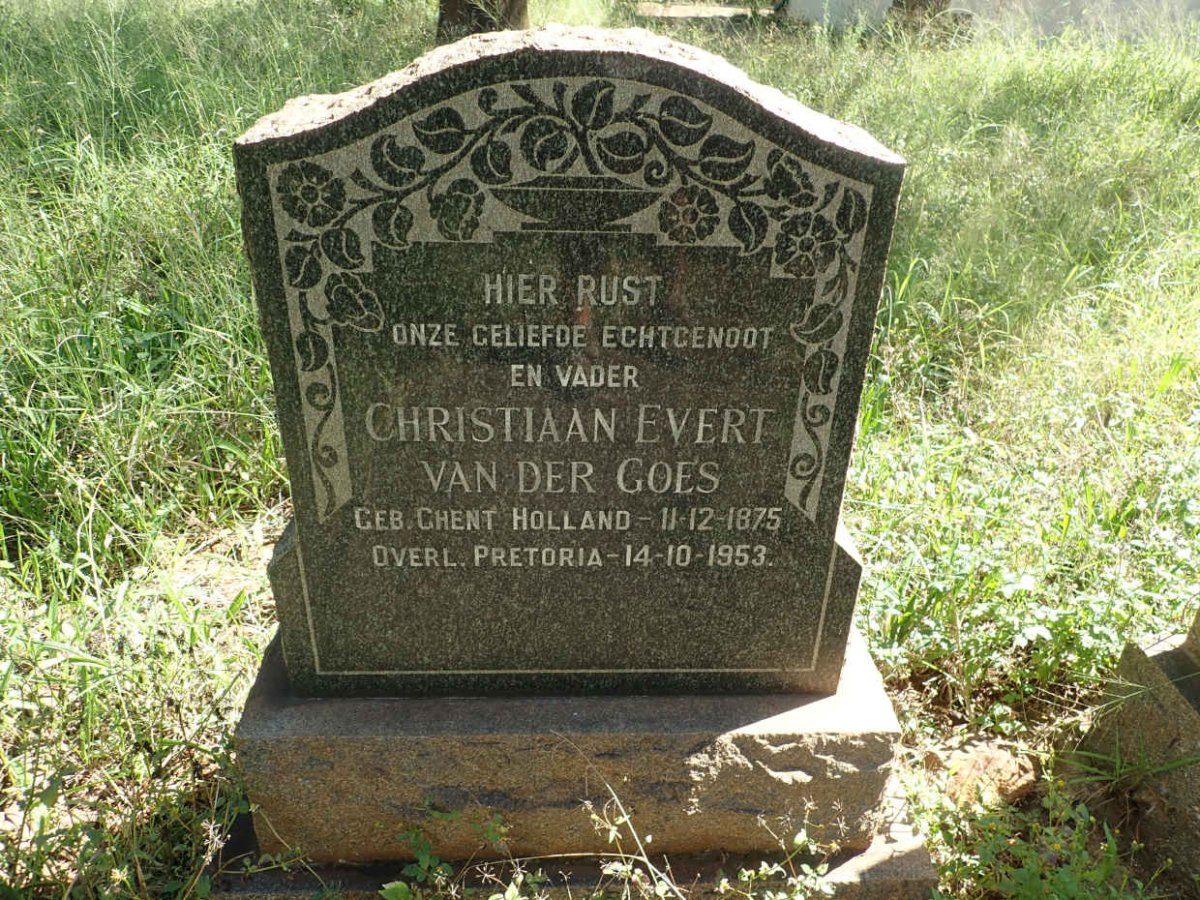 HIER RUST
ONZE GELIEFDE ECHTGENOOT
EN VADER
CHRISTIAAN EVERT
VAN DER GOES
GEB. GHENT HOLLAND – 11-12-1875
OVERL. PRETORIA – 14-10-1953.